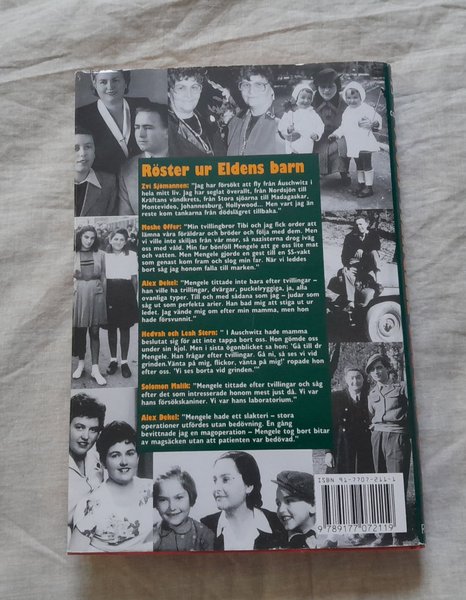 Röster ur Eldens barn
Zvi Sjömannen: "Jag har försökt att fly från Auschwitz i
hela mitt liv. Jag har seglat överallt, från Nordsjön till
Kräftans vändkrets, från Stora sjöarna till Madagaskar,
Montevideo, Johannesburg, Hollywood... Men vart jag än
reste kom tankarna från dödslägret tillbaka."
Moshe Offer: "Min tvillingbror Tibi och jag fick order att
lämna våra föräldrar och bröder och följa med dem. Men
vi ville inte skiljas från vår mor, så nazisterna drog iväg
oss med våld. Min far bönföll Mengele att ge oss lite mat
och vatten. Men Mengele gjorde en gest till en SS-vakt
som genast kom fram och slog min far. När vi leddes
bort såg jag honom falla till marken."
Alex Dekel: "Mengele tittade inte bara efter tvillingar –
han ville ha tvillingar, dvärgar, puckelryggiga, ja, alla
ovanliga typer. Till och med sådana som jag – judar som
såg ut som perfekta arier. Han bad mig att stiga ut ur
ledet. Jag vände mig om efter min mamma, men hon
hade försvunnit."
Hedvah och Leah Stern: "I Auschwitz hade mamma
beslutat sig för att inte tappa bort oss. Hon gömde oss
under sin kjol. Men i sista ögonblicket sa hon: 'Gå till dr
Mengele. Han frågar efter tvillingar. Gå ni, så ses vi vid
grinden.Vänta på mig, flickor, vänta på mig!' ropade hon
efter oss. 'Vi ses borta vid grinden.'"
Solomon Malik: "Mengele tittade efter tvillingar och såg
efter det som intresserade honom mest just då. Vi var
hans försökskaniner. Vi var hans laboratorium."
Alex Dekel: "Mengele hade ett slakteri – stora
operationer utfördes utan bedövning. En gång
bevittnade jag en magoperation – Mengele tog bort bitar
av magsäcken utan att patienten var bedövad."
ISBN 91-7707-211-1
9 789177 072119